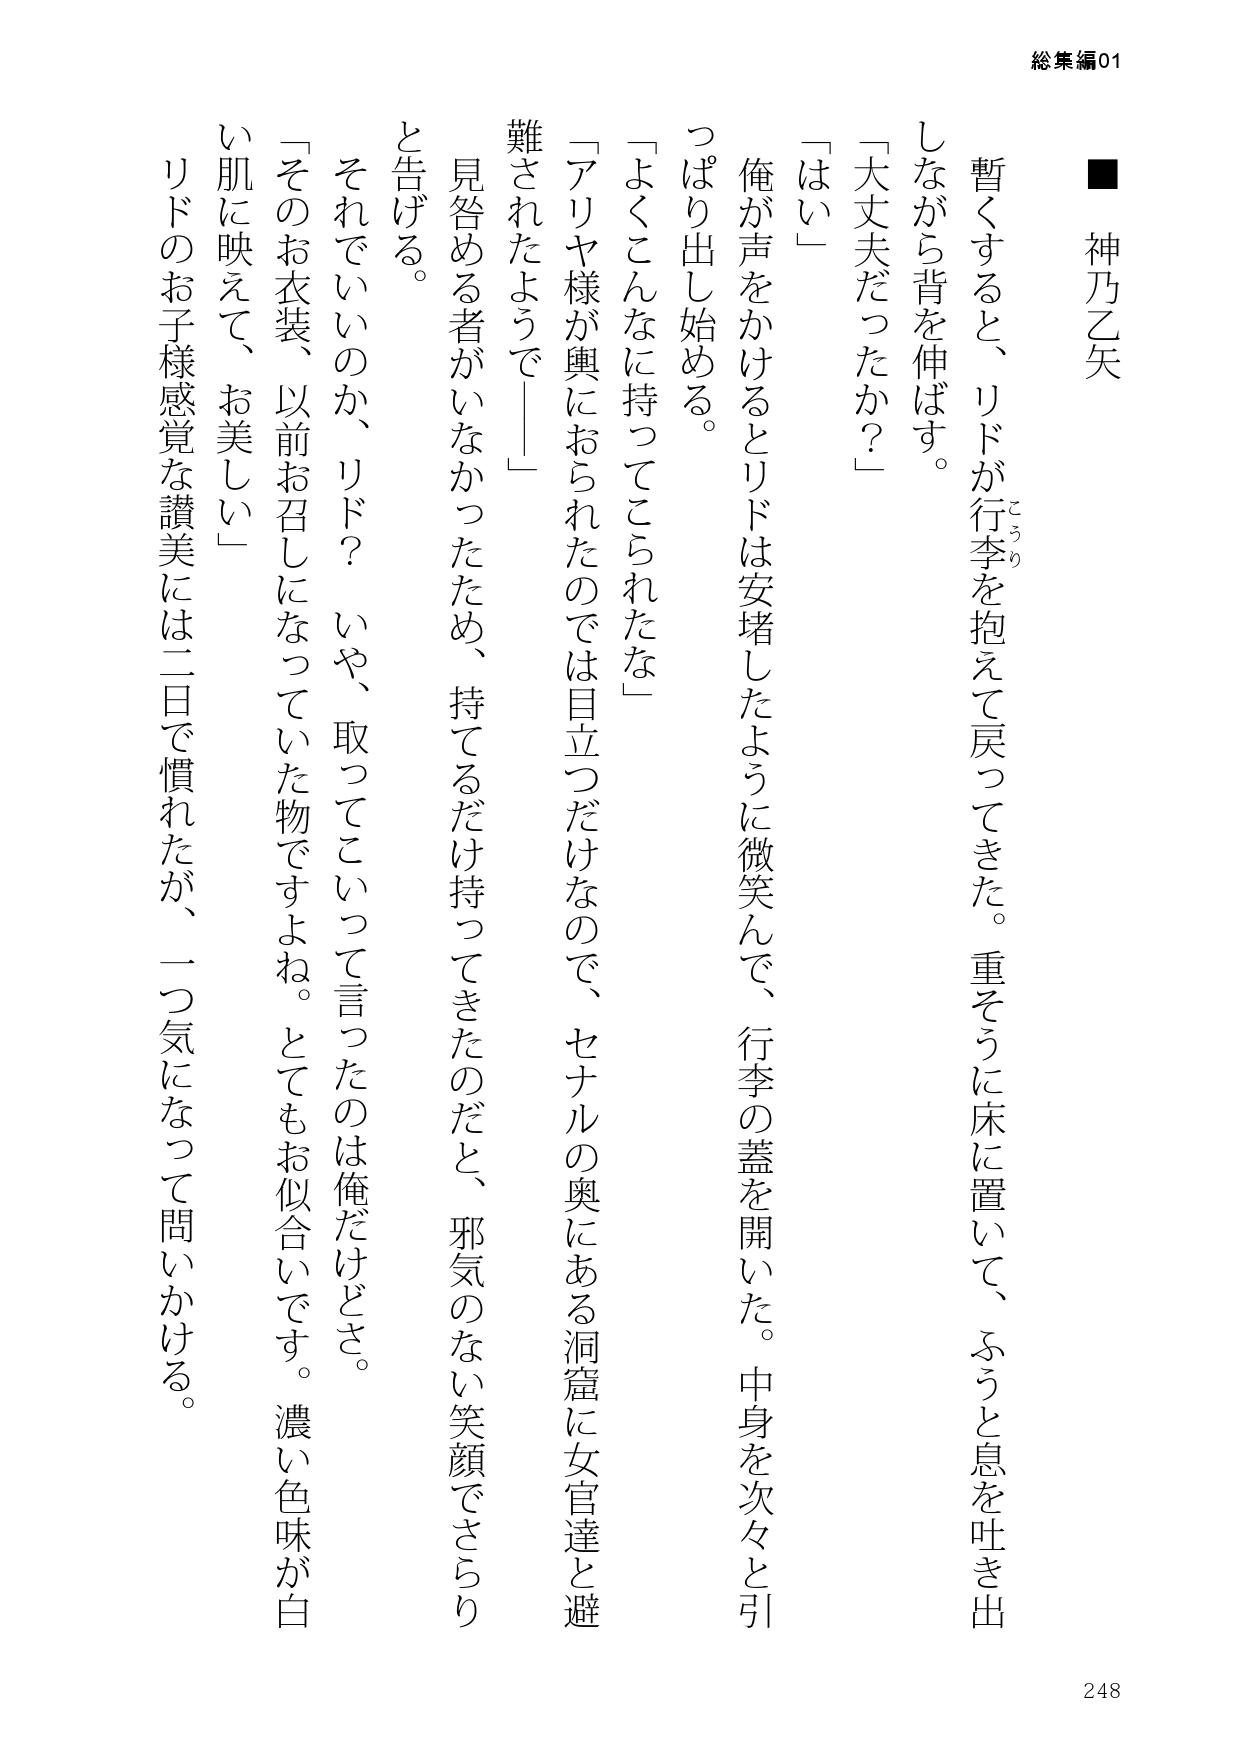 総集編01
■　神乃乙矢
　暫くすると、リドが行李を抱えて戻ってきた。重そうに床に置いて、ふうと息を吐き出
こうり
しながら背を伸ばす。
「大丈夫だったか？」
「はい」
　俺が声をかけるとリドは安堵したように微笑んで、行李の蓋を開いた。中身を次々と引
っぱり出し始める。
「よくこんなに持ってこられたな」
「アリヤ様が輿におられたのでは目立つだけなので、セナルの奥にある洞窟に女官達と避
難されたようで――」
　見咎める者がいなかったため、持てるだけ持ってきたのだと、邪気のない笑顔でさらり
と告げる。
　それでいいのか、リド？　いや、取ってこいって言ったのは俺だけどさ。
「そのお衣装、以前お召しになっていた物ですよね。とてもお似合いです。濃い色味が白
い肌に映えて、お美しい」
　リドのお子様感覚な讃美には二日で慣れたが、一つ気になって問いかける。
248